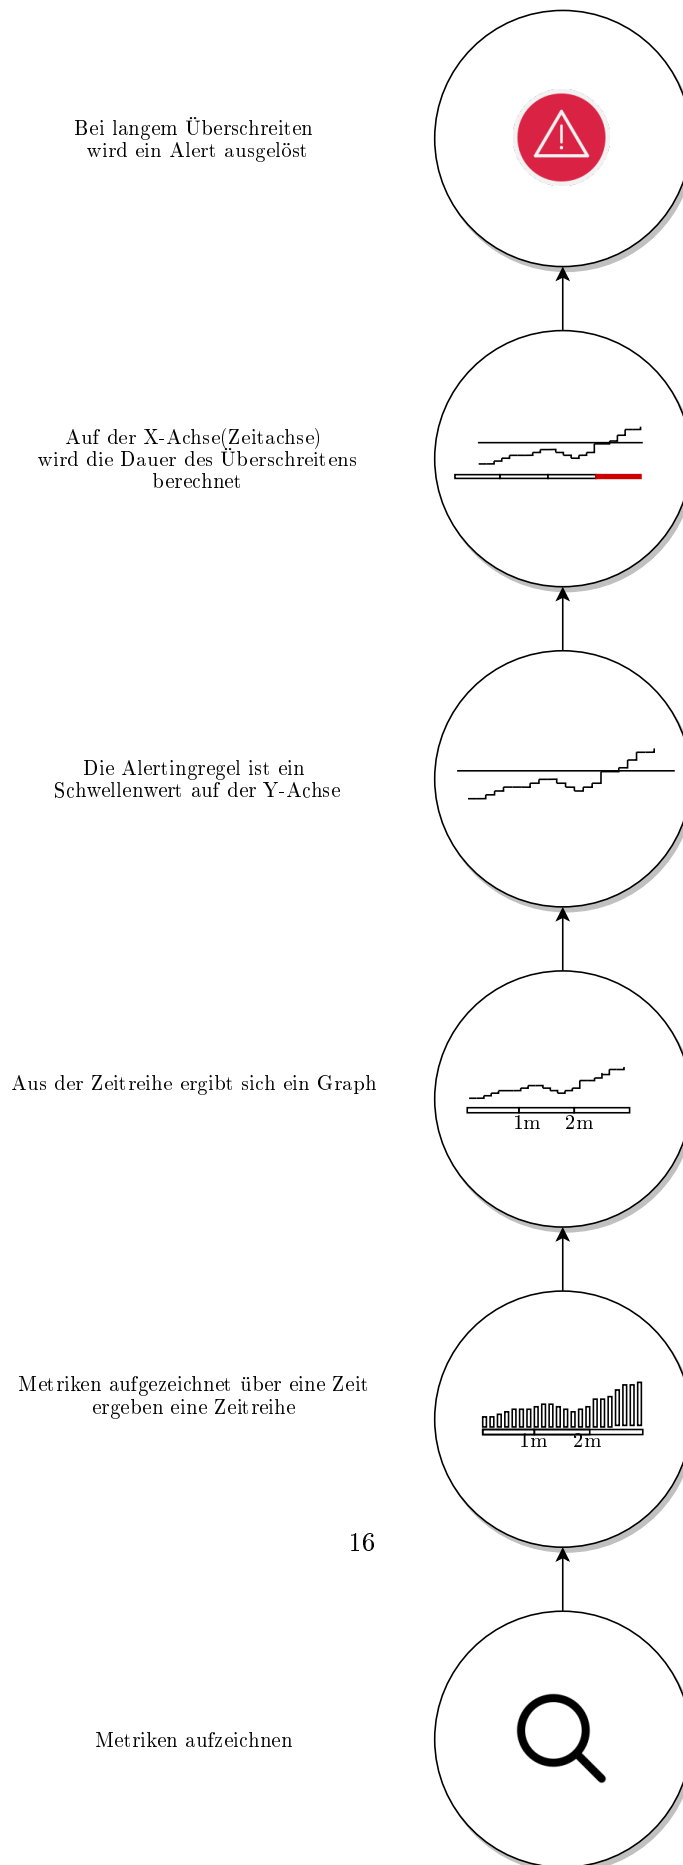 Bei langem Überschreiten
wird ein Alert ausgelöst
Auf der X-Achse(Zeitachse)
wird die Dauer des Überschreitens
berechnet
Die Alertingregel ist ein
Schwellenwert auf der Y-Achse
Aus der Zeitreihe ergibt sich ein Graph
1m 2m
Metriken aufgezeichnet über eine Zeit
ergeben eine Zeitreihe
1m 2m
16
Metriken aufzeichnen